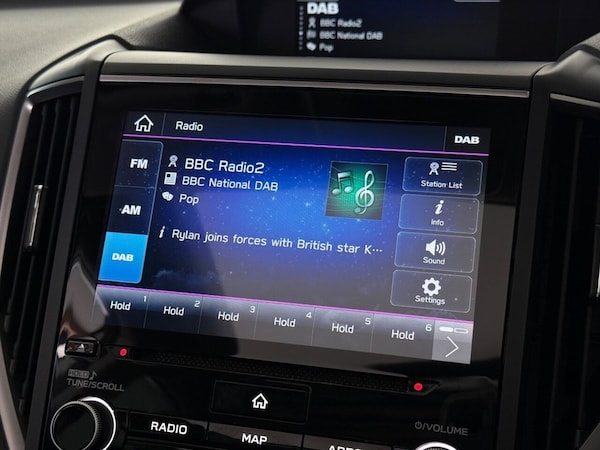 DAB
BBC Radio2
BBC National DAB
Pop
Radio
DAB
FM
AM
DAB
BBC Radio2
BBC National DAB
Pop
i Rylan joins forces with British star K…
Station List
i
Info
Sound
Settings
Hold 1
Hold 2
Hold 3
Hold 4
Hold 5
Hold 6
HOLD
TUNE/SCROLL
RADIO
MAP
VOLUME